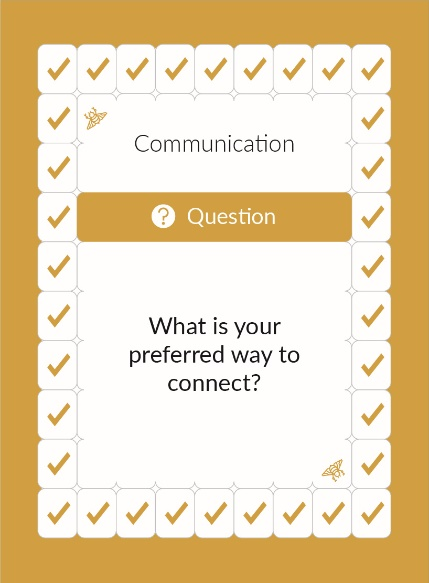 Communication
? Question
What is your
preferred way to
connect?